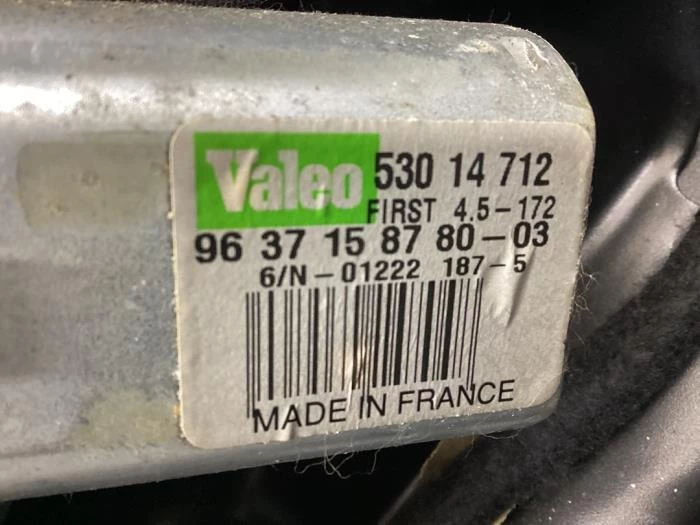 Valeo 530 14 712
FIRST 4.5-172
96 37 15 87 80-03
6/N-01222 187-5
MADE IN FRANCE